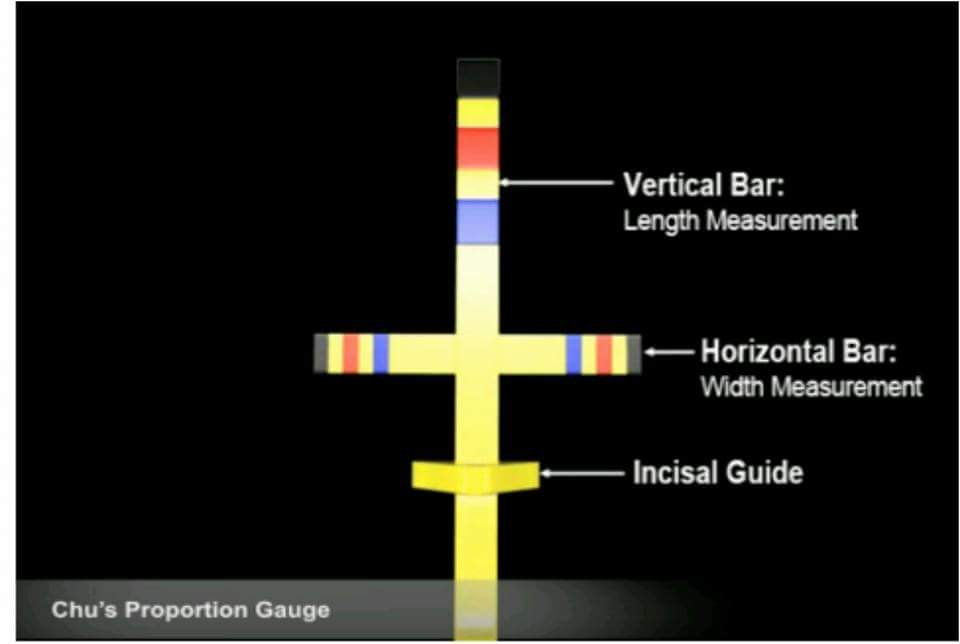 Vertical Bar:
Length Measurement
Horizontal Bar:
Width Measurement
Incisal Guide
Chu's Proportion Gauge